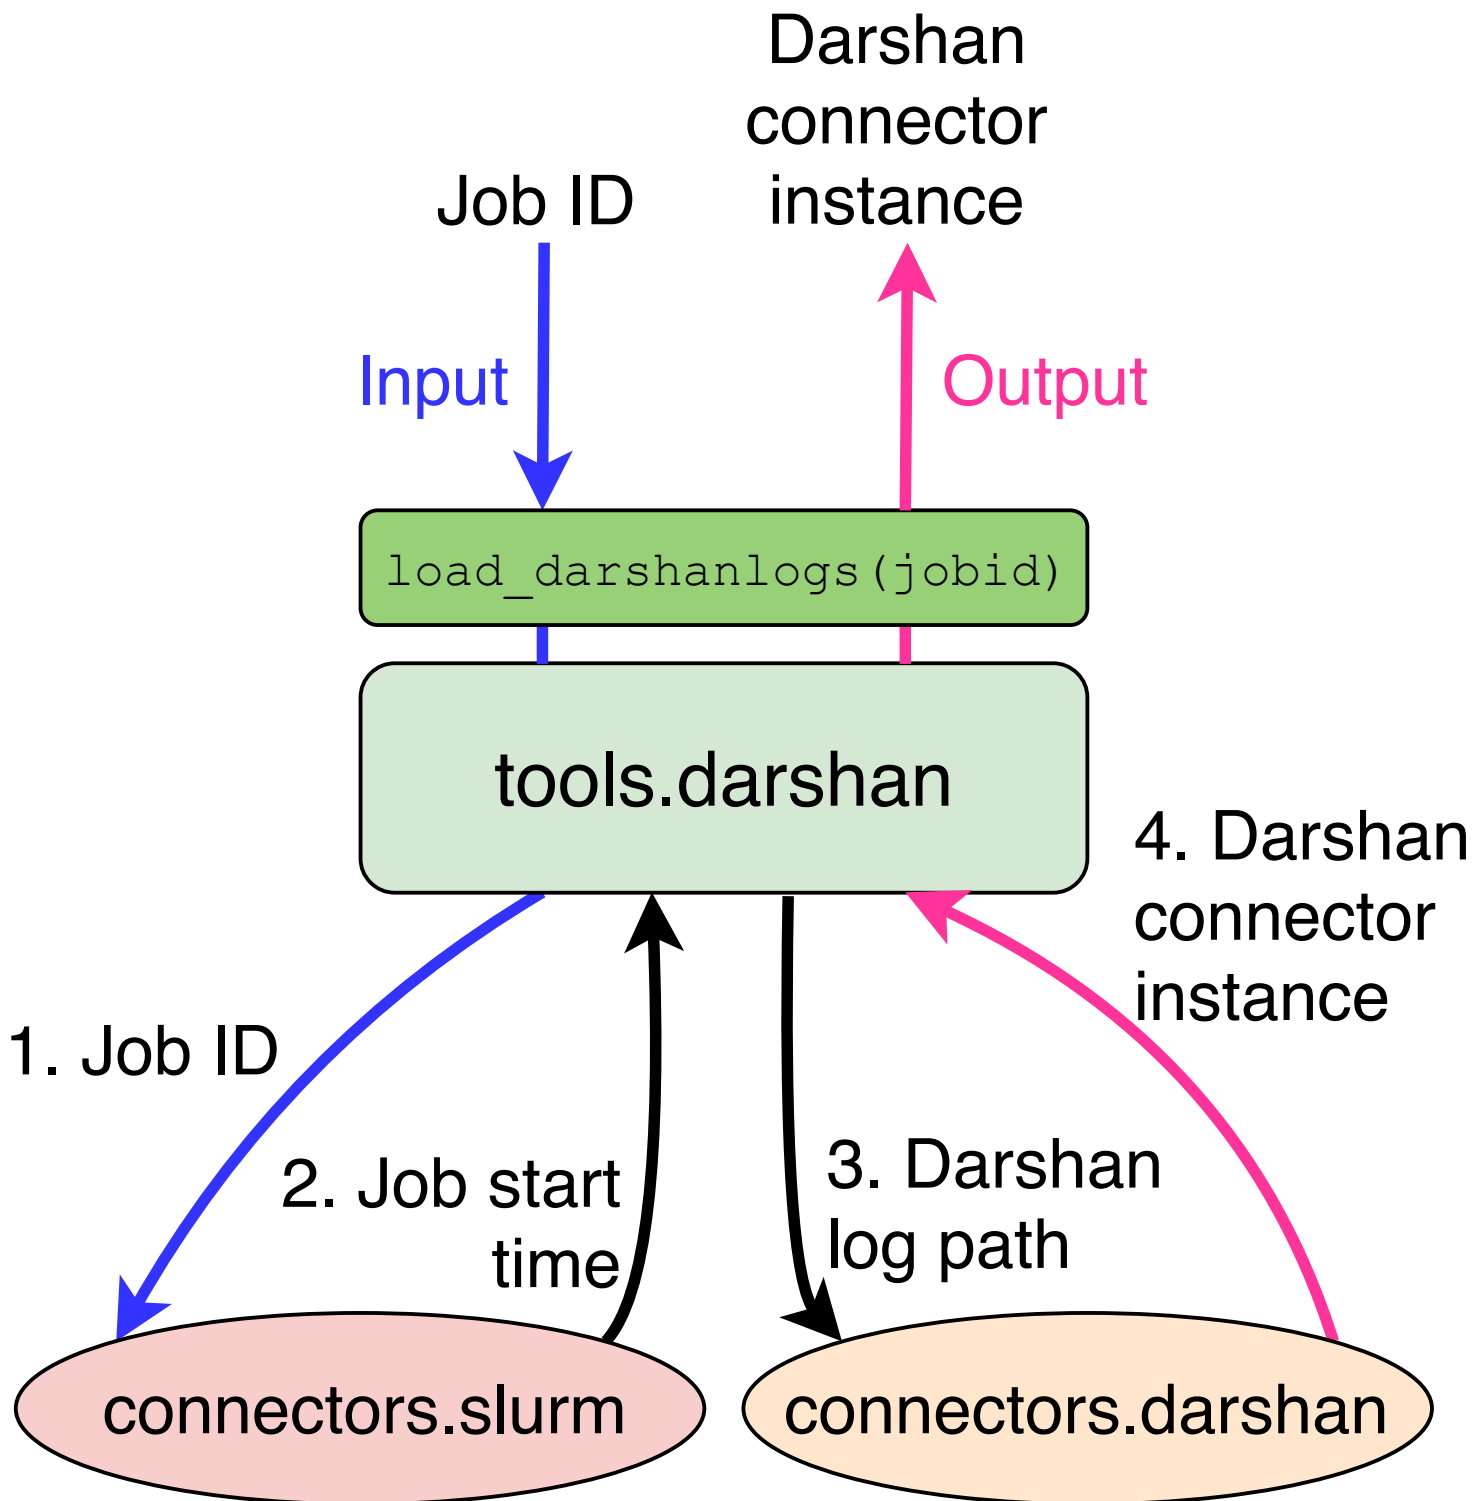 Darshan
connector
instance
Job ID
Input
Output
load_darshanlogs(jobid)
tools.darshan
4. Darshan
connector
instance
1. Job ID
2. Job start
time
3. Darshan
log path
connectors.slurm
connectors.darshan